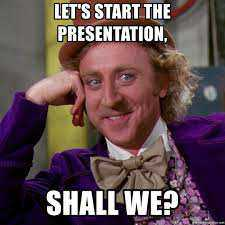 LET'S START THE
PRESENTATION,
SHALL WE?